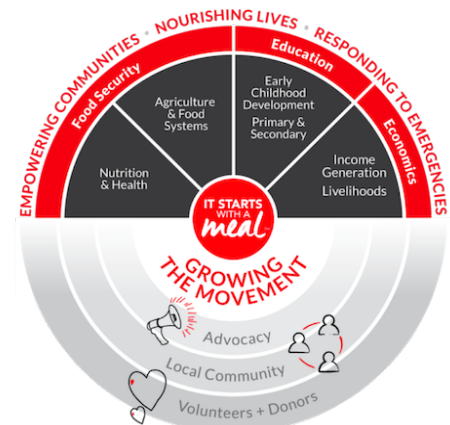 EMPOWERING COMMUNITIES • NOURISHING LIVES • RESPONDING TO EMERGENCIES
Food Security
Education
Economics
Nutrition
& Health
Agriculture
& Food
Systems
Early
Childhood
Development
Primary &
Secondary
Income
Generation
Livelihoods
IT STARTS
WITH A
meal™
GROWING
THE MOVEMENT
Advocacy
Local Community
Volunteers + Donors